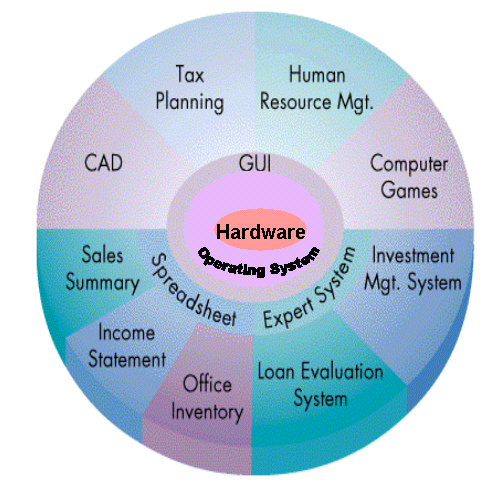 Tax
Planning
Human
Resource Mgt.
CAD
GUI
Computer
Games
Hardware
Operating System
Sales
Summary
Spreadsheet
Expert System
Investment
Mgt. System
Income
Statement
Office
Inventory
Loan Evaluation
System